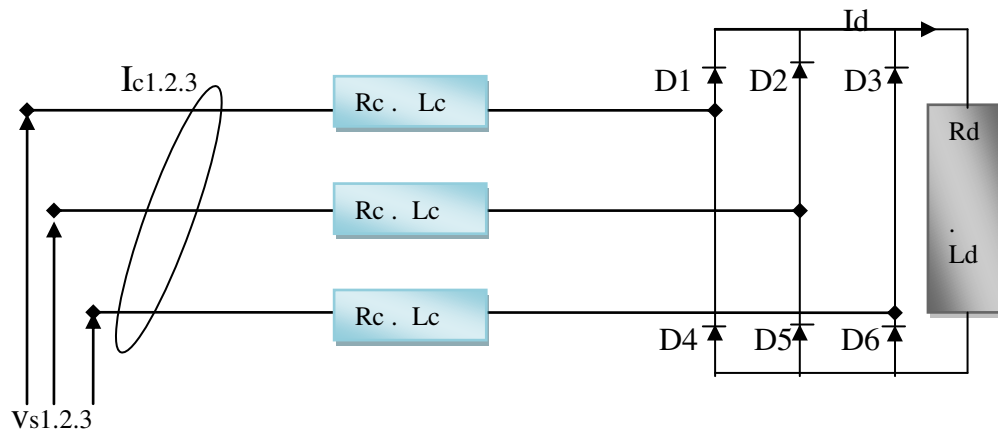 Id
Ic1.2.3
D1
D2
D3
Rc . Lc
Rd
.
Ld
Rc . Lc
Rc . Lc
D4
D5
D6
Vs1.2.3